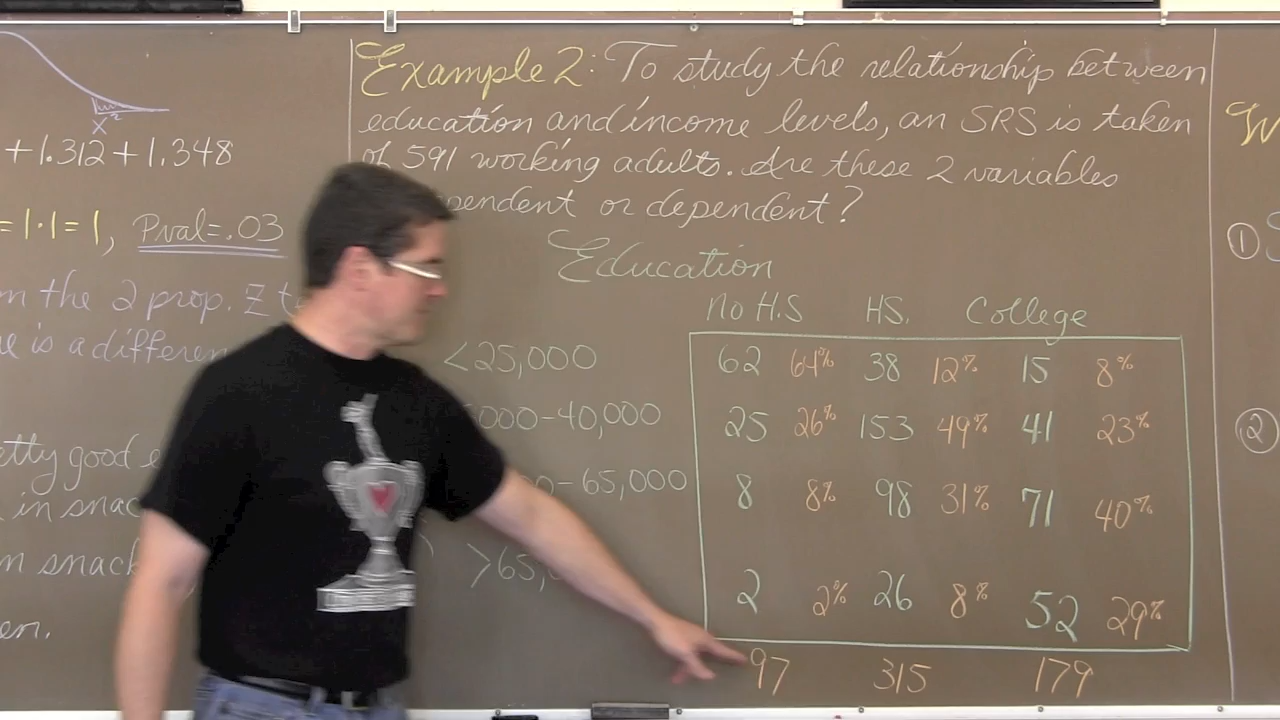 Example 2: To study the relationship between
education and income levels, an SRS is taken
of 591 working adults. Are these 2 variables
pendent or dependent?
Education
No H.S HS. College
<25,000 62 64% 38 12% 15 8%
000-40,000 25 26% 153 49% 41 23%
-65,000 8 8% 98 31% 71 40%
>65, 2 2% 26 8% 52 29%
97 315 179
X²
+1.312+1.348
=1·1=1, Pval=.03
the 2 prop. Z
is a differen
etty good
in snac
snack
en.
W
①
②